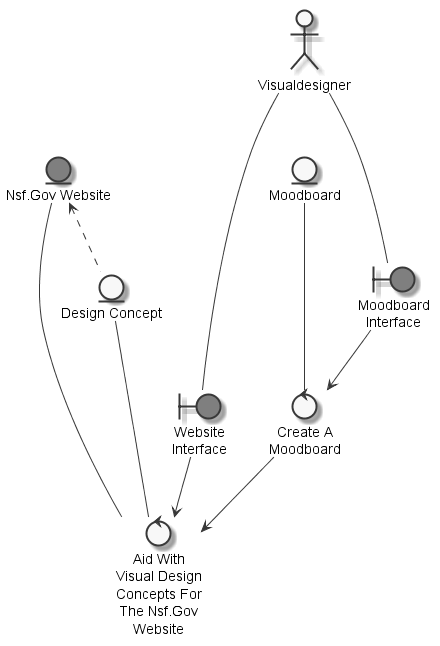 Visualdesigner
Nsf.Gov Website
Moodboard
Design Concept
Moodboard
Interface
Website
Interface
Create A
Moodboard
Aid With
Visual Design
Concepts For
The Nsf.Gov
Website